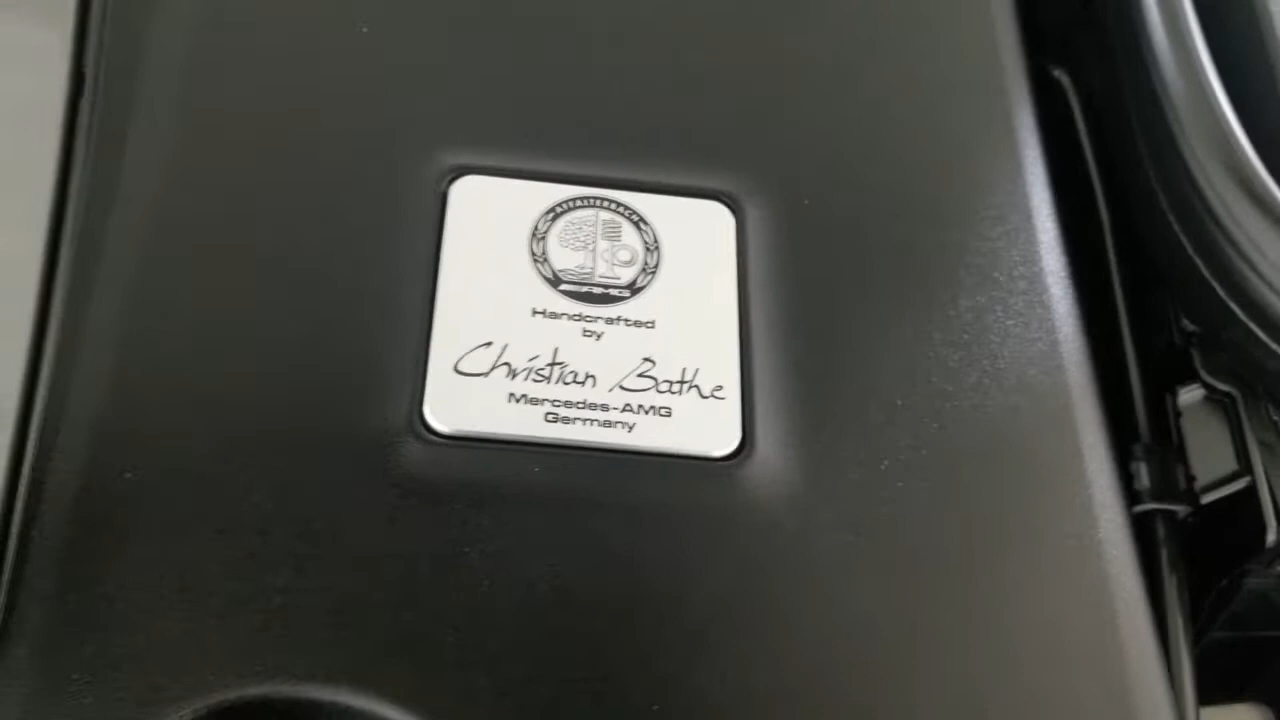 AFFALTERBACH
AMG
Handcrafted
by
Christian Bathe
Mercedes-AMG
Germany